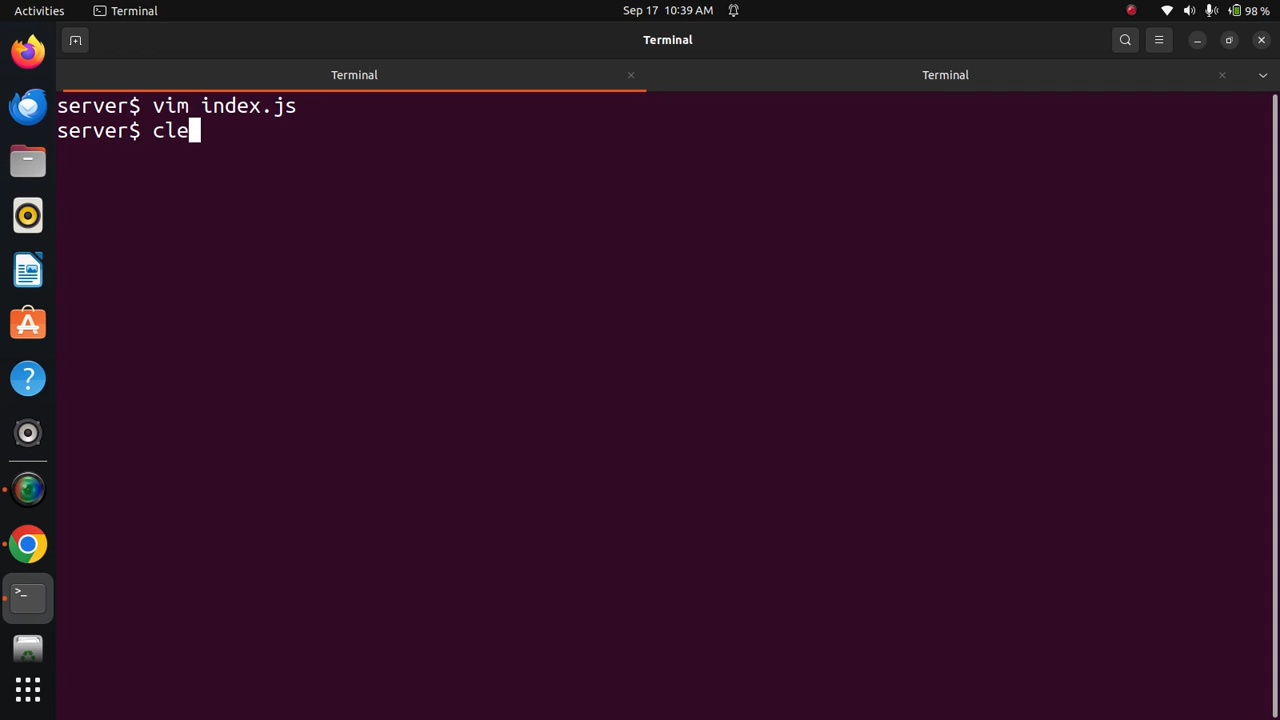 Activities
Terminal
Sep 17 10:39 AM
98 %
Terminal
Terminal
Terminal
server$ vim index.js
server$ cle